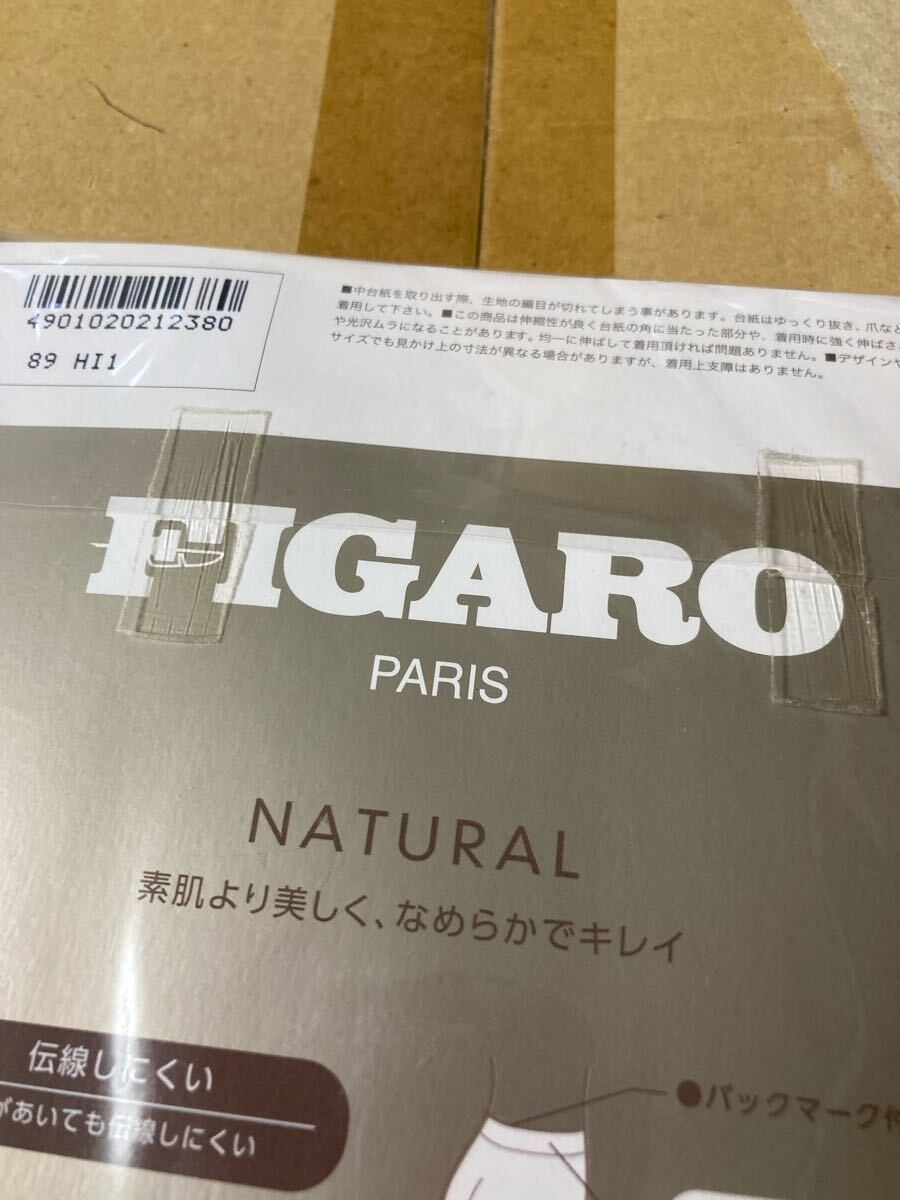 4901020212380
89 HI1
■中台紙を取り出す際、生地の編目が切れてしまう事があります。台紙はゆっくり抜き、爪など
着用して下さい。■この商品は伸縮性が良く台紙の角に当たった部分や、着用時に強く伸ばさ
や光沢ムラになることがあります。均一に伸ばして着用頂ければ問題ありません。■デザインや
サイズでも見かけ上の寸法が異なる場合がありますが、着用上支障はありません。
FIGARO
PARIS
NATURAL
素肌より美しく、なめらかでキレイ
伝線しにくい
があいても伝線しにくい
●バックマーク